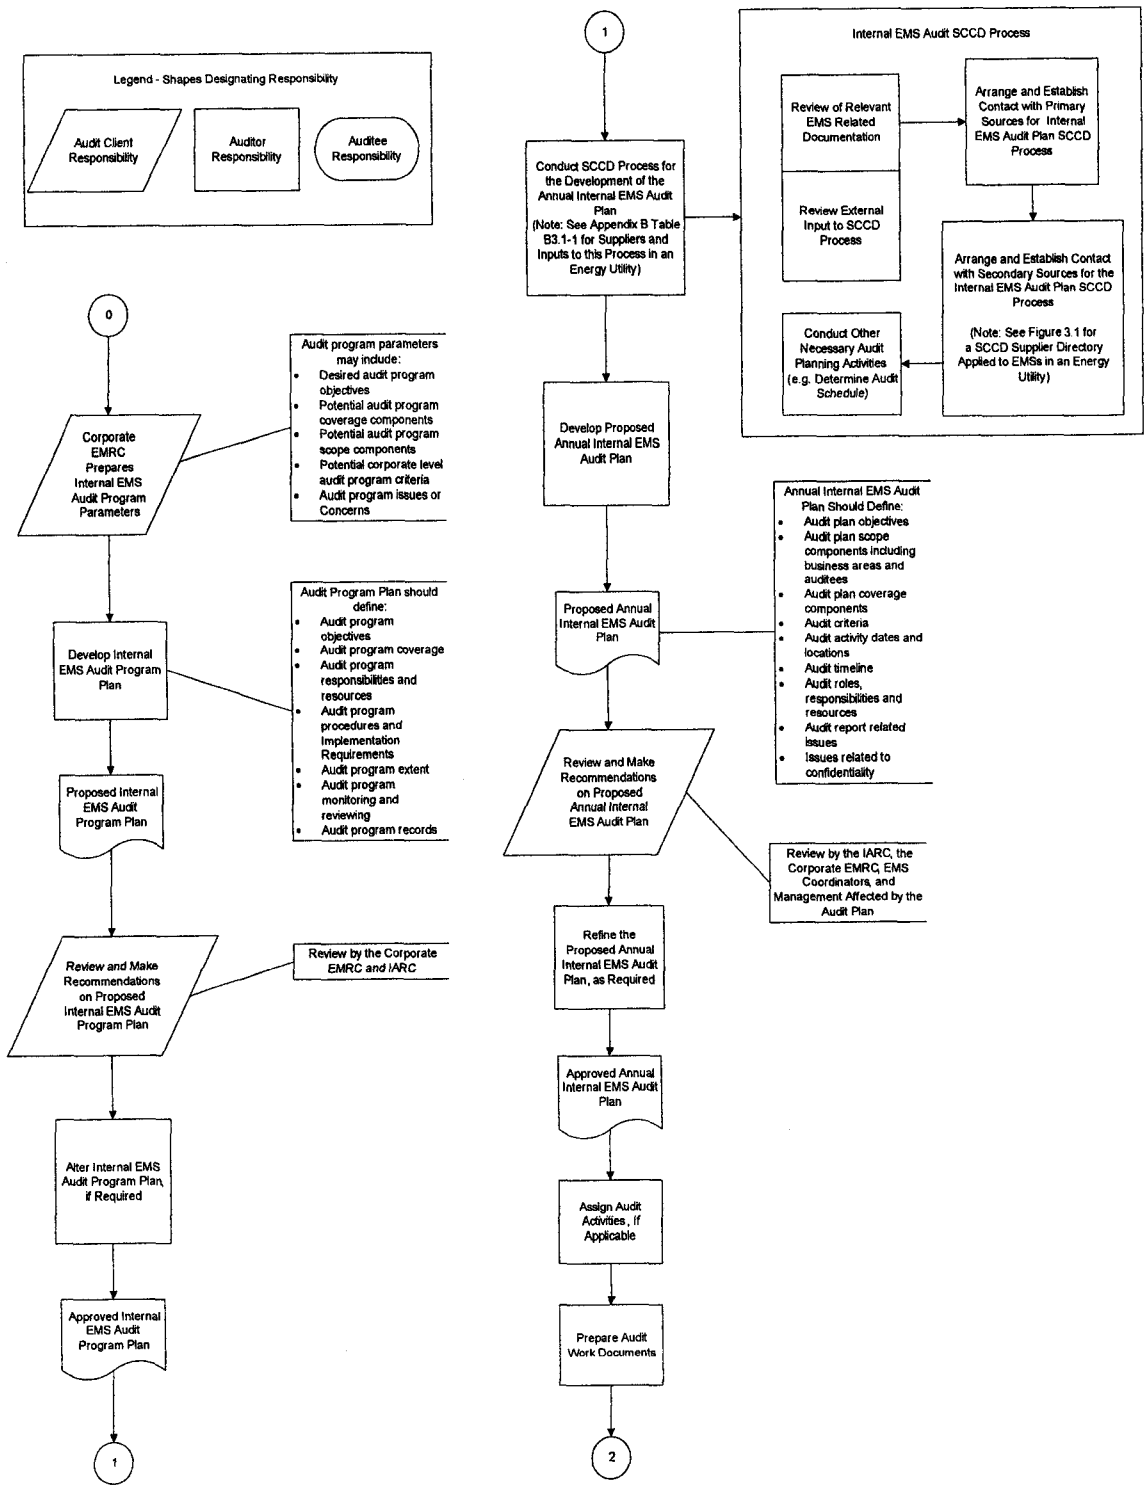 Legend - Shapes Designating Responsibility
Audit Client
Responsibility
Auditor
Responsibility
Auditee
Responsibility
0
Corporate
EMRC
Prepares
Internal EMS
Audit Program
Parameters
Audit program parameters
may include:
• Desired audit program
objectives
• Potential audit program
coverage components
• Potential audit program
scope components
• Potential corporate level
audit program criteria
• Audit program issues or
Concerns
Develop Internal
EMS Audit Program
Plan
Audit Program Plan should
define:
• Audit program
objectives
• Audit program coverage
• Audit program
responsibilities and
resources
• Audit program
procedures and
Implementation
Requirements
• Audit program extent
• Audit program
monitoring and
reviewing
• Audit program records
Proposed Internal
EMS Audit
Program Plan
Review and Make
Recommendations
on Proposed
Internal EMS Audit
Program Plan
Review by the Corporate
EMRC and IARC
Alter Internal EMS
Audit Program Plan,
if Required
Approved Internal
EMS Audit
Program Plan
1
1
Conduct SCCD Process for
the Development of the
Annual Internal EMS Audit
Plan
(Note: See Appendix B Table
B3.1-1 for Suppliers and
Inputs to this Process in an
Energy Utility)
Internal EMS Audit SCCD Process
Review of Relevant
EMS Related
Documentation
Review External
Input to SCCD
Process
Arrange and Establish
Contact with Primary
Sources for Internal
EMS Audit Plan SCCD
Process
Arrange and Establish Contact
with Secondary Sources for the
Internal EMS Audit Plan SCCD
Process
(Note: See Figure 3.1 for
a SCCD Supplier Directory
Applied to EMSs in an Energy
Utility)
Conduct Other
Necessary Audit
Planning Activities
(e.g. Determine Audit
Schedule)
Develop Proposed
Annual Internal EMS
Audit Plan
Proposed Annual
Internal EMS Audit
Plan
Annual Internal EMS Audit
Plan Should Define:
• Audit plan objectives
• Audit plan scope
components including
business areas and
auditees
• Audit plan coverage
components
• Audit criteria
• Audit activity dates and
locations
• Audit timeline
• Audit roles,
responsibilities and
resources
• Audit report related
issues
• Issues related to
confidentiality
Review and Make
Recommendations
on Proposed
Annual Internal
EMS Audit Plan
Review by the IARC, the
Corporate EMRC, EMS
Coordinators, and
Management Affected by the
Audit Plan
Refine the
Proposed Annual
Internal EMS Audit
Plan, as Required
Approved Annual
Internal EMS Audit
Plan
Assign Audit
Activities, If
Applicable
Prepare Audit
Work Documents
2